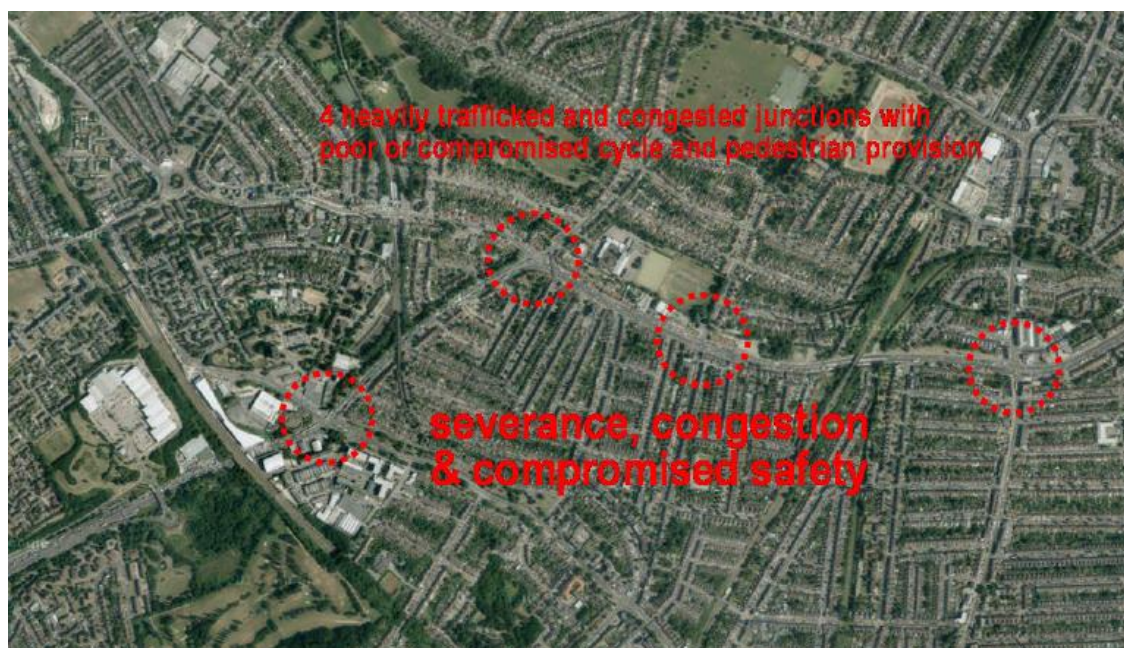 4 heavily trafficked and congested junctions with
poor or compromised cycle and pedestrian provision
severance, congestion
& compromised safety